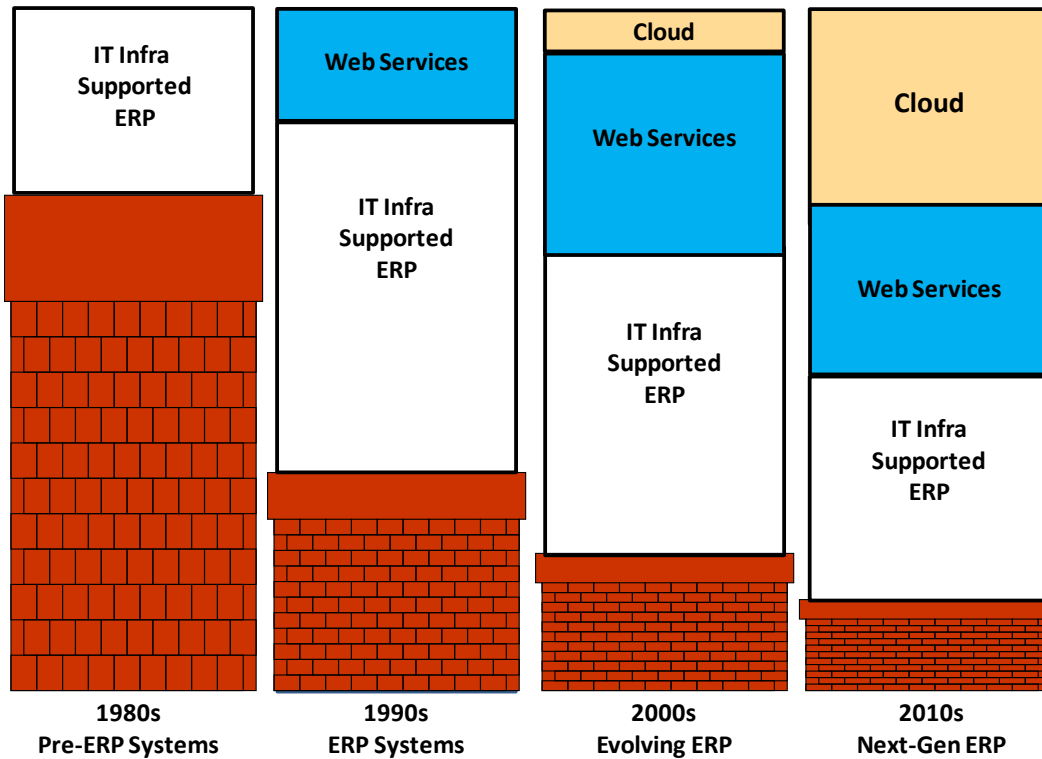 IT Infra
Supported
ERP
1980s
Pre-ERP Systems
Web Services
IT Infra
Supported
ERP
1990s
ERP Systems
Cloud
Web Services
IT Infra
Supported
ERP
2000s
Evolving ERP
Cloud
Web Services
IT Infra
Supported
ERP
2010s
Next-Gen ERP